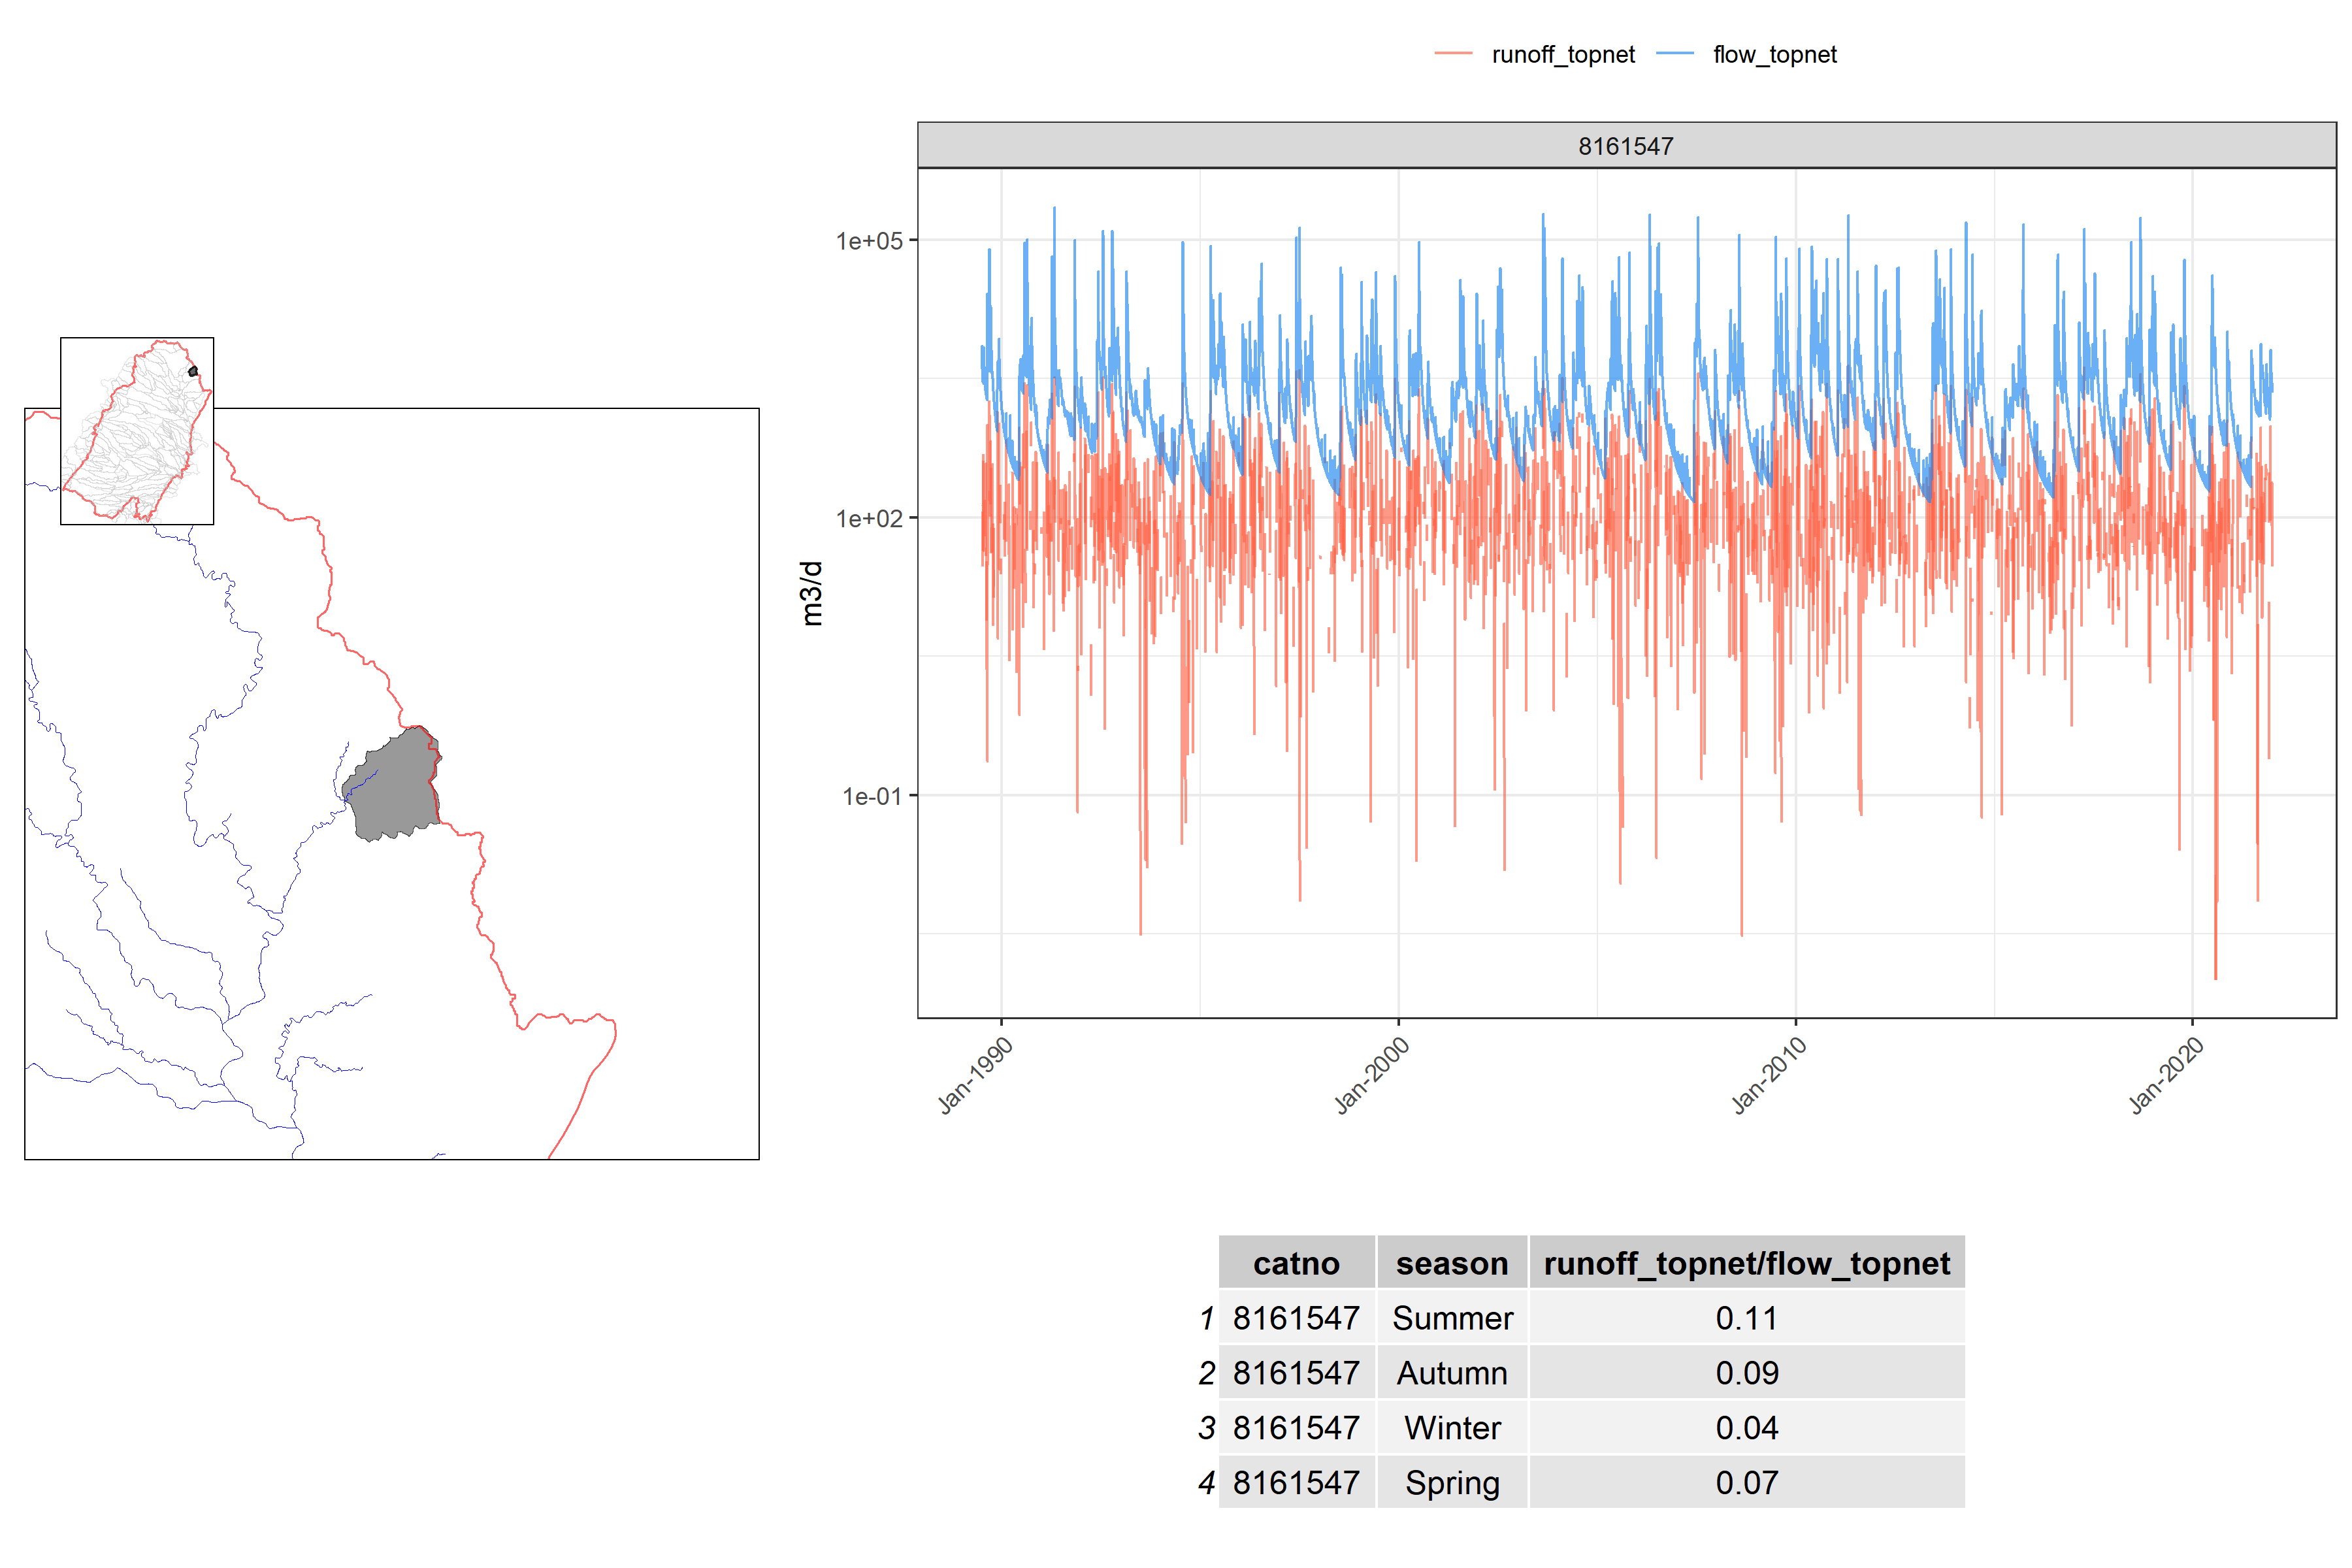 runoff_topnet flow_topnet
8161547
1e+05
1e+02
1e-01
m3/d
Jan-1990 Jan-2000 Jan-2010 Jan-2020
catno season runoff_topnet/flow_topnet
1 8161547 Summer 0.11
2 8161547 Autumn 0.09
3 8161547 Winter 0.04
4 8161547 Spring 0.07